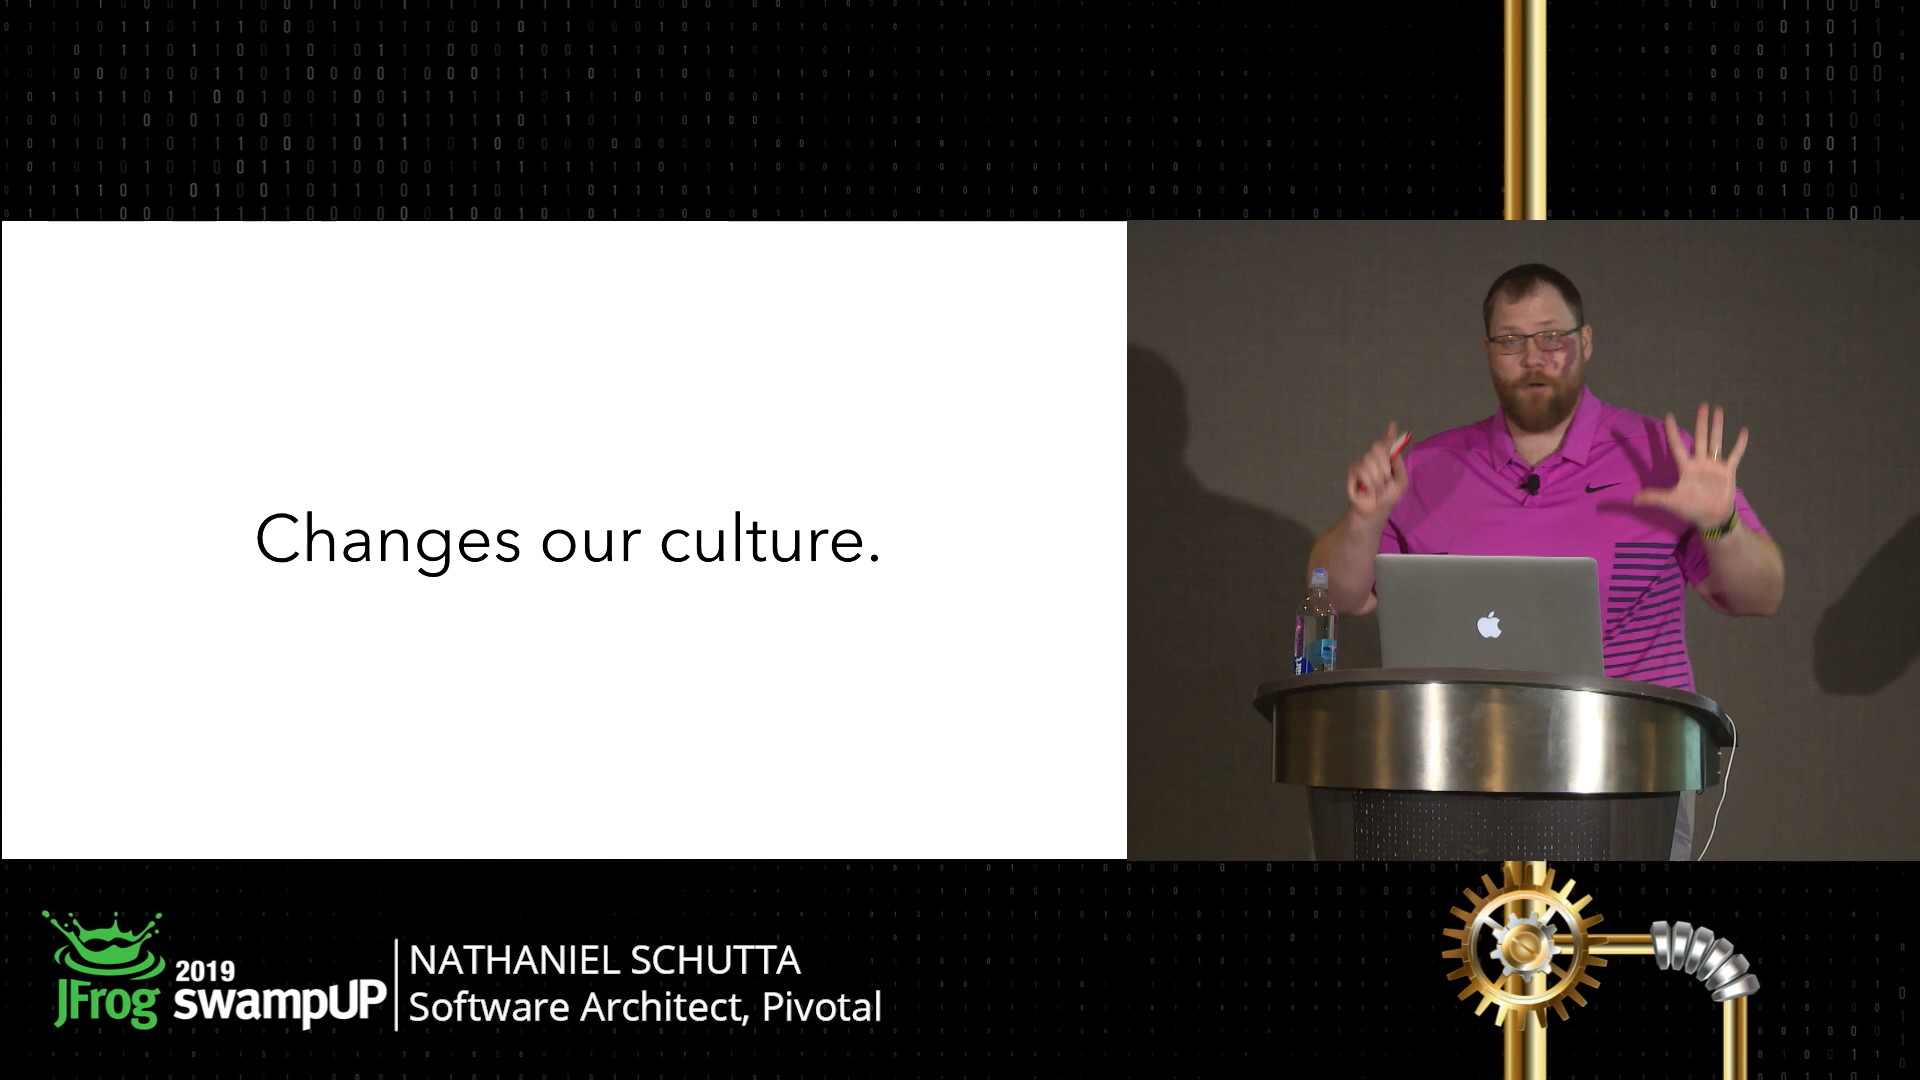 Changes our culture.
JFrog
2019
swampUP
NATHANIEL SCHUTTA
Software Architect, Pivotal